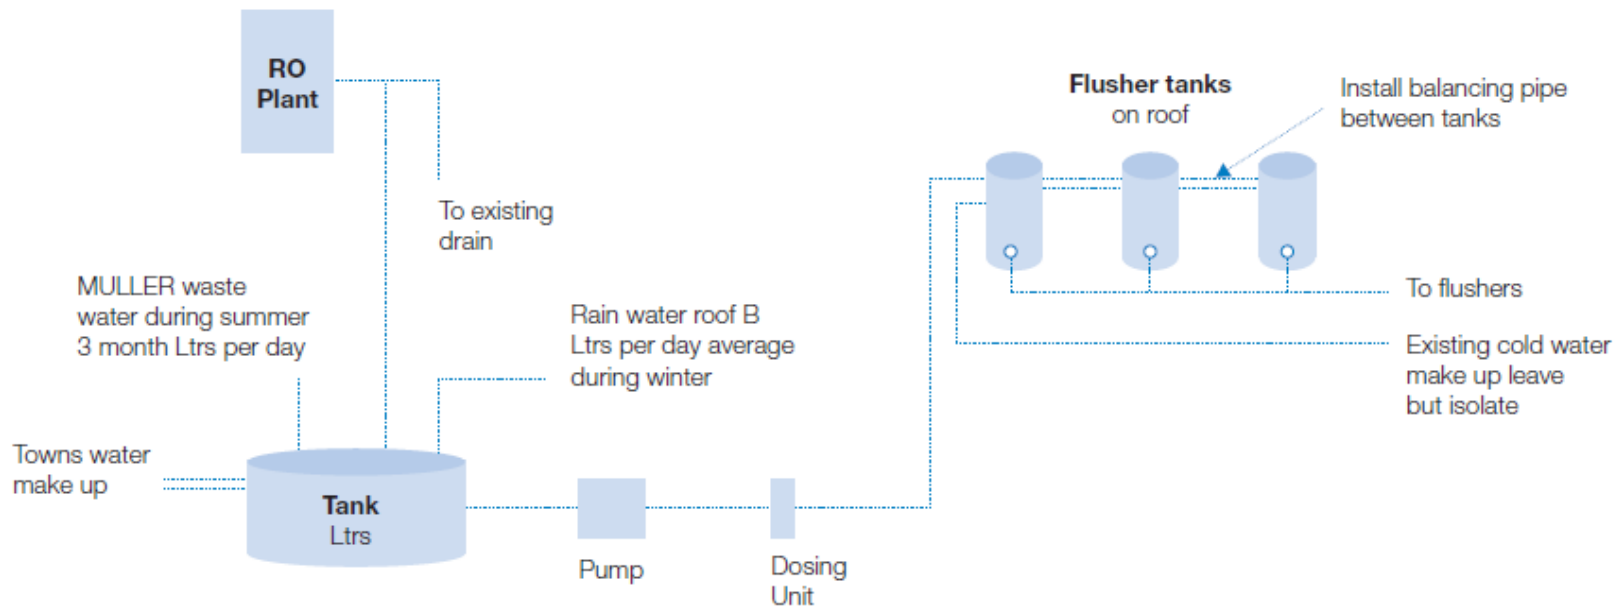 RO
Plant
Flusher tanks
on roof
Install balancing pipe
between tanks
To existing
drain
MULLER waste
water during summer
3 month Ltrs per day
Rain water roof B
Ltrs per day average
during winter
To flushers
Existing cold water
make up leave
but isolate
Towns water
make up
Tank
Ltrs
Pump
Dosing
Unit